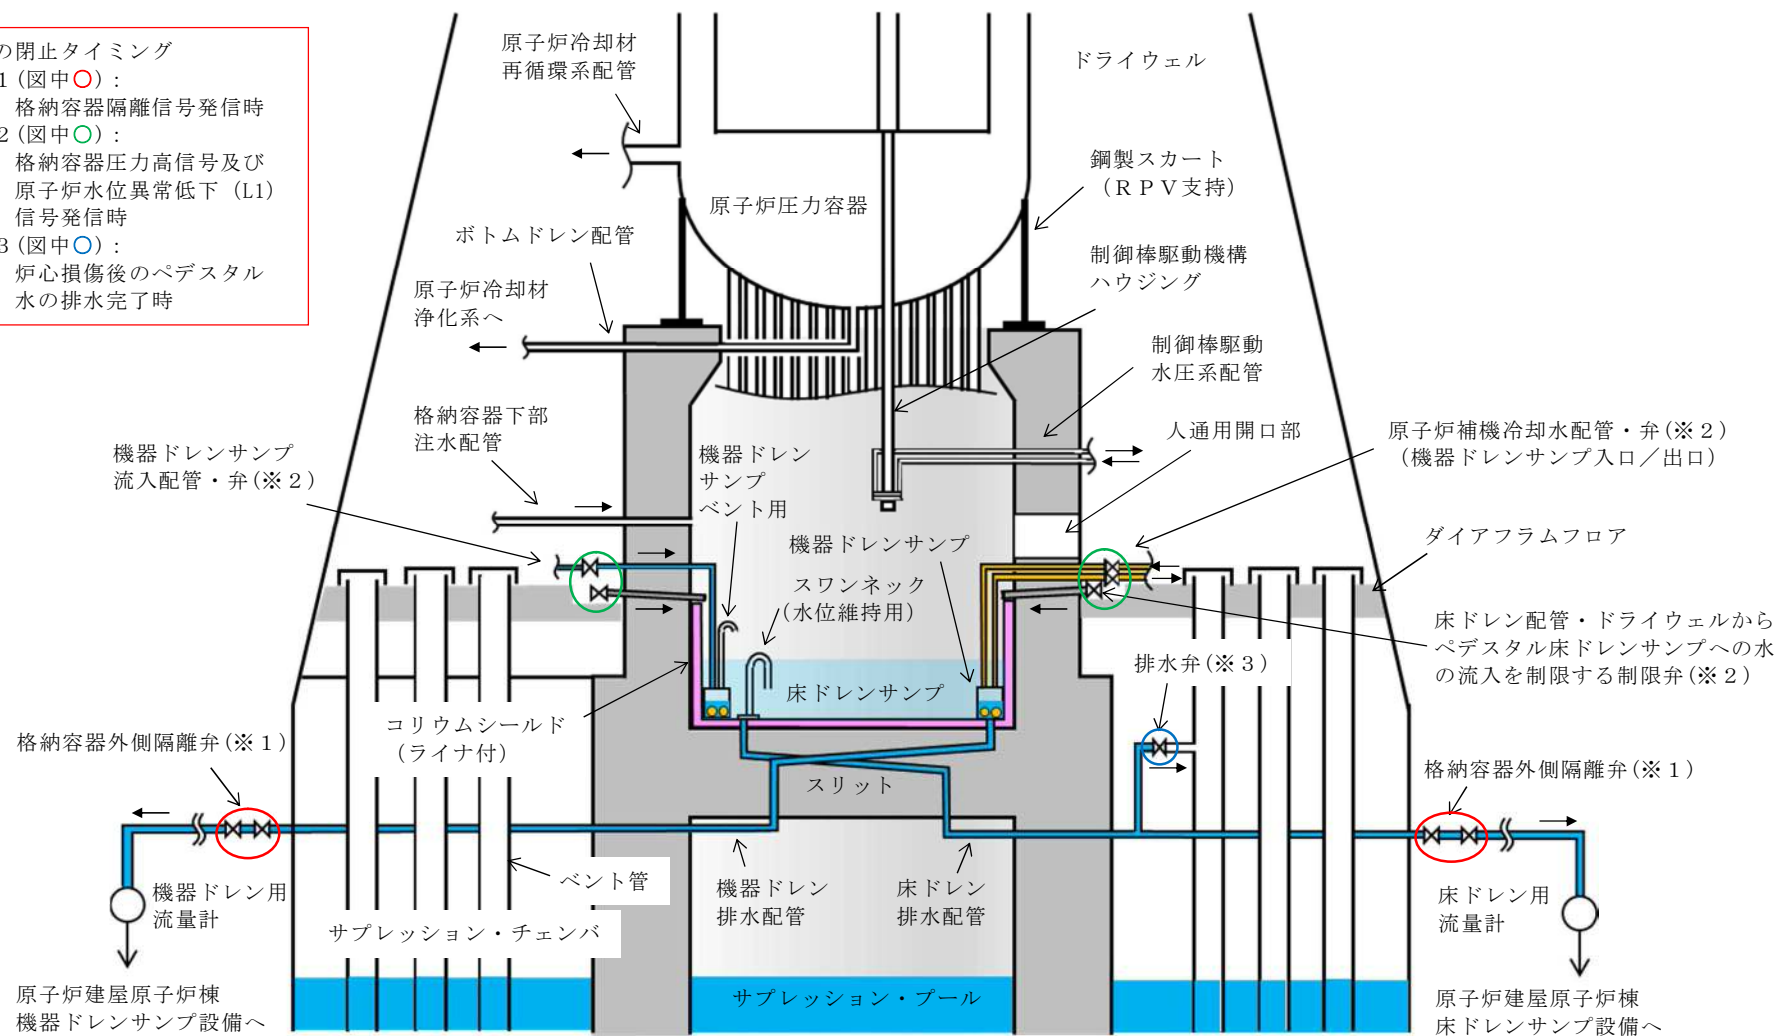 の閉止タイミング
1(図中○):
格納容器隔離信号発信時
2(図中○):
格納容器圧力高信号及び
原子炉水位異常低下(L1)
信号発信時
3(図中○):
炉心損傷後のペデスタル
水の排水完了時
原子炉冷却材
再循環系配管
ドライウェル
鋼製スカート
(RPV支持)
原子炉圧力容器
ボトムドレン配管
制御棒駆動機構
ハウジング
原子炉冷却材
浄化系へ
制御棒駆動
水圧系配管
格納容器下部
注水配管
人通用開口部
原子炉補機冷却水配管・弁(※2)
(機器ドレンサンプ入口/出口)
機器ドレンサンプ
流入配管・弁(※2)
機器ドレン
サンプ
ベント用
機器ドレンサンプ
ダイアフラムフロア
スワンネック
(水位維持用)
床ドレン配管・ドライウェルから
ペデスタル床ドレンサンプへの水
の流入を制限する制限弁(※2)
排水弁(※3)
床ドレンサンプ
コリウムシールド
(ライナ付)
格納容器外側隔離弁(※1)
スリット
格納容器外側隔離弁(※1)
ベント管
機器ドレン
排水配管
床ドレン
排水配管
機器ドレン用
流量計
床ドレン用
流量計
サプレッション・チェンバ
サプレッション・プール
原子炉建屋原子炉棟
機器ドレンサンプ設備へ
原子炉建屋原子炉棟
床ドレンサンプ設備へ